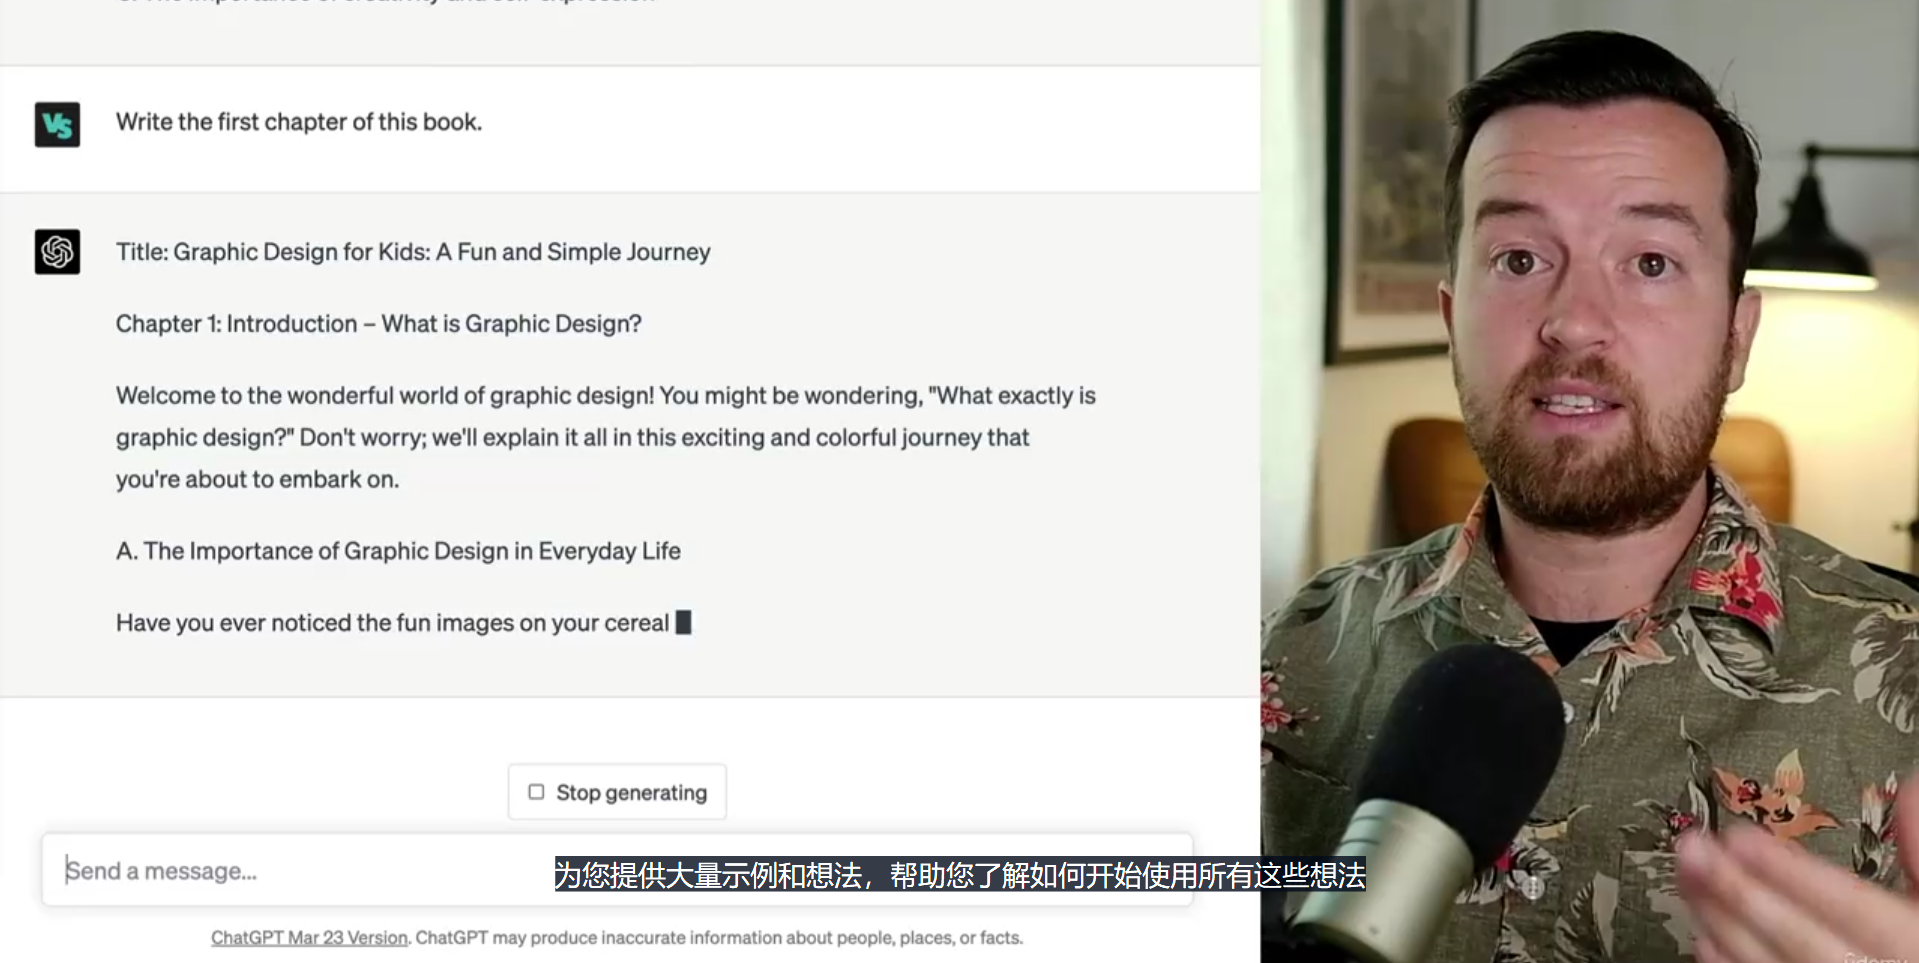 VS
Write the first chapter of this book.
Title: Graphic Design for Kids: A Fun and Simple Journey
Chapter 1: Introduction – What is Graphic Design?
Welcome to the wonderful world of graphic design! You might be wondering, "What exactly is
graphic design?" Don't worry; we'll explain it all in this exciting and colorful journey that
you're about to embark on.
A. The Importance of Graphic Design in Everyday Life
Have you ever noticed the fun images on your cereal
Stop generating
Send a message...
为您提供大量示例和想法，帮助您了解如何开始使用所有这些想法
ChatGPT Mar 23 Version. ChatGPT may produce inaccurate information about people, places, or facts.